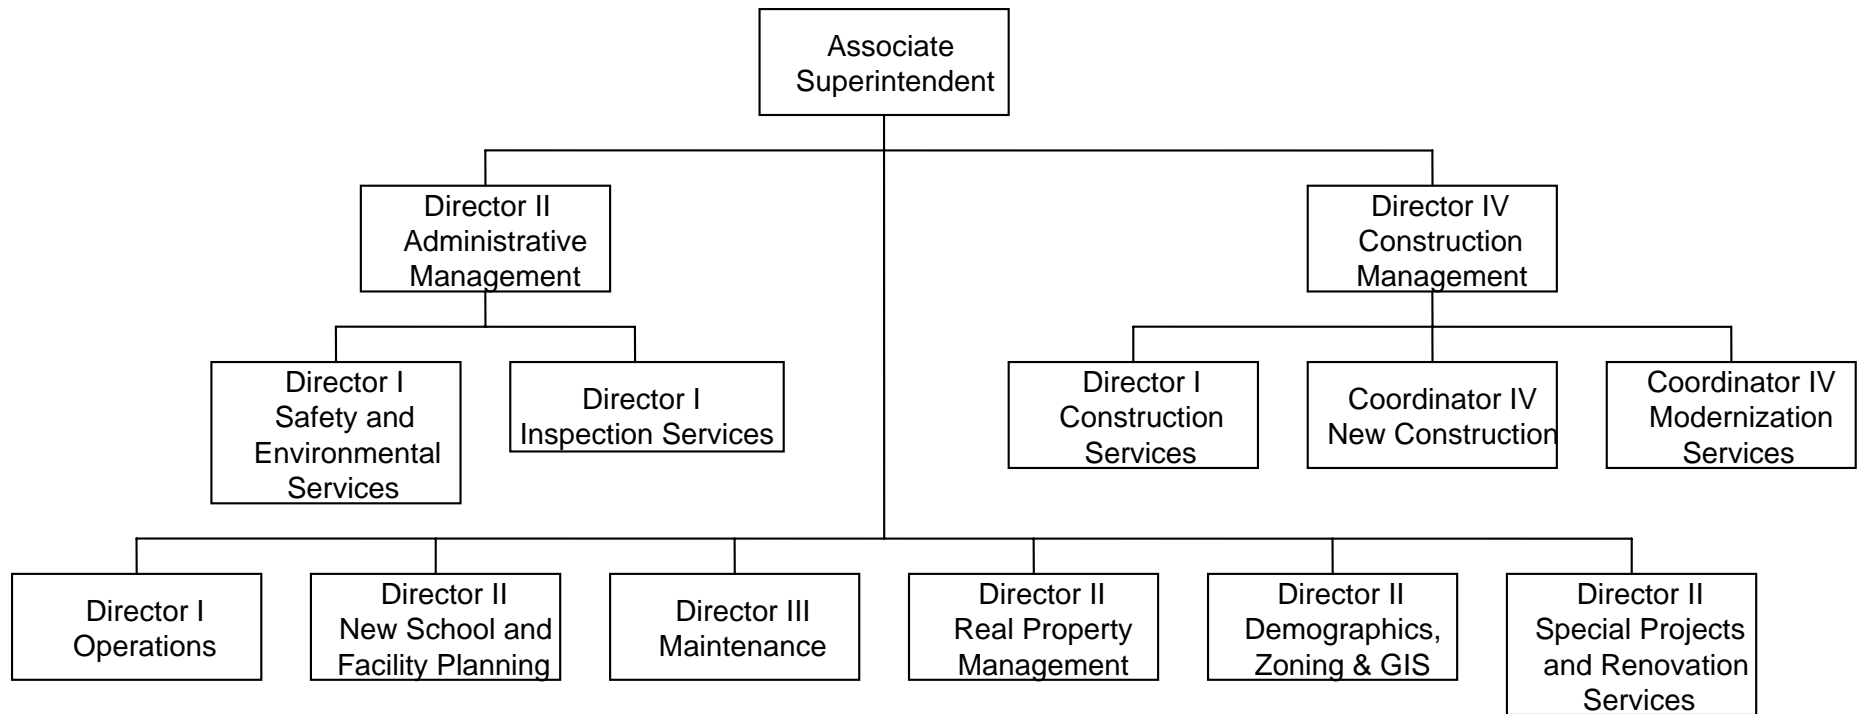 Associate
Superintendent
Director II
Administrative
Management
Director IV
Construction
Management
Director I
Safety and
Environmental
Services
Director I
Inspection Services
Director I
Construction
Services
Coordinator IV
New Construction
Coordinator IV
Modernization
Services
Director I
Operations
Director II
New School and
Facility Planning
Director III
Maintenance
Director II
Real Property
Management
Director II
Demographics,
Zoning & GIS
Director II
Special Projects
and Renovation
Services